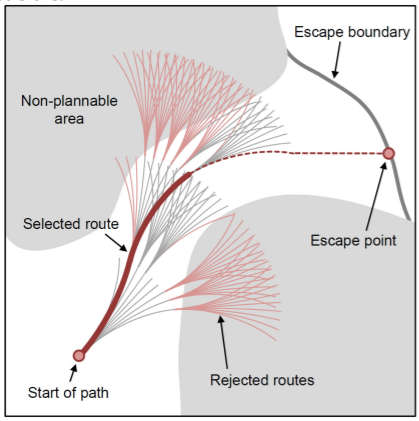 Escape boundary
Non-plannable
area
Selected route
Escape point
Rejected routes
Start of path